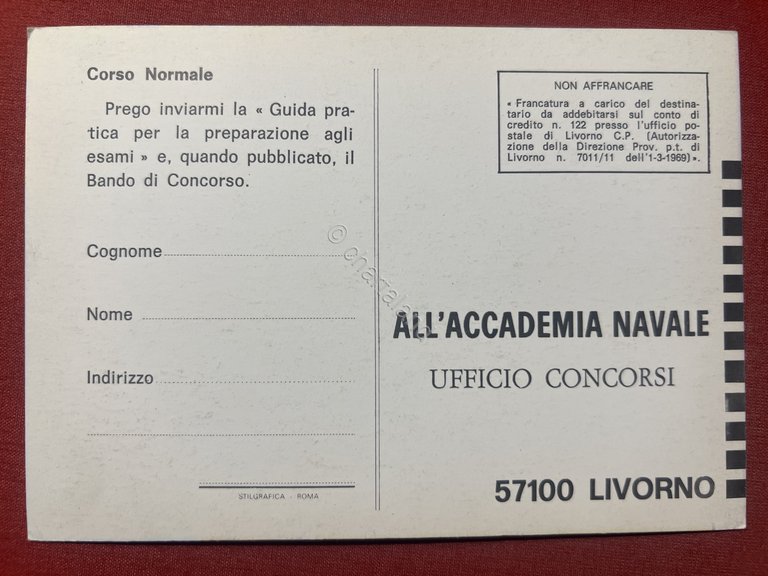 Corso Normale
Prego inviarmi la « Guida pra-
tica per la preparazione agli
esami » e, quando pubblicato, il
Bando di Concorso.
Cognome
Nome
Indirizzo
STILGRAFICA - ROMA
NON AFFRANCARE
« Francatura a carico del destina-
tario da addebitarsi sul conto di
credito n. 122 presso l'ufficio po-
stale di Livorno C.P. (Autorizza-
zione della Direzione Prov. p.t. di
Livorno n. 7011/11 dell'1-3-1969)».
ALL'ACCADEMIA NAVALE
UFFICIO CONCORSI
57100 LIVORNO